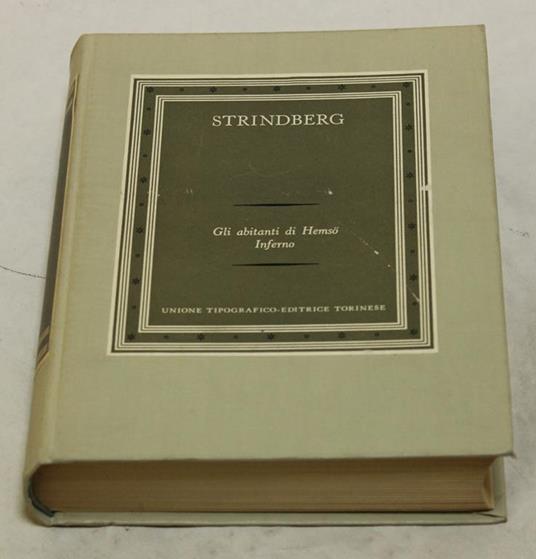 STRINDBERG
Gli abitanti di Hemsö
Inferno
UNIONE TIPOGRAFICO-EDITRICE TORINESE